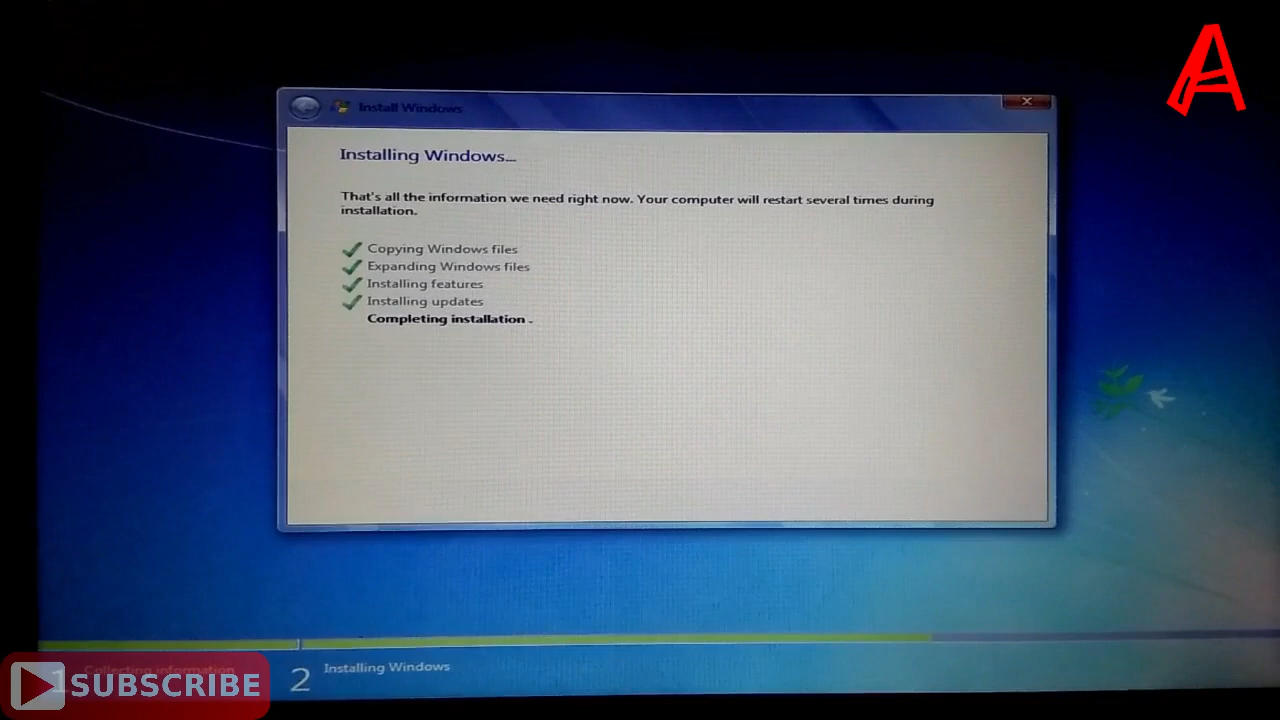 A
Install Windows
Installing Windows...
That's all the information we need right now. Your computer will restart several times during
installation.
Copying Windows files
Expanding Windows files
Installing features
Installing updates
Completing installation .
1 Collecting information
2 Installing Windows
SUBSCRIBE